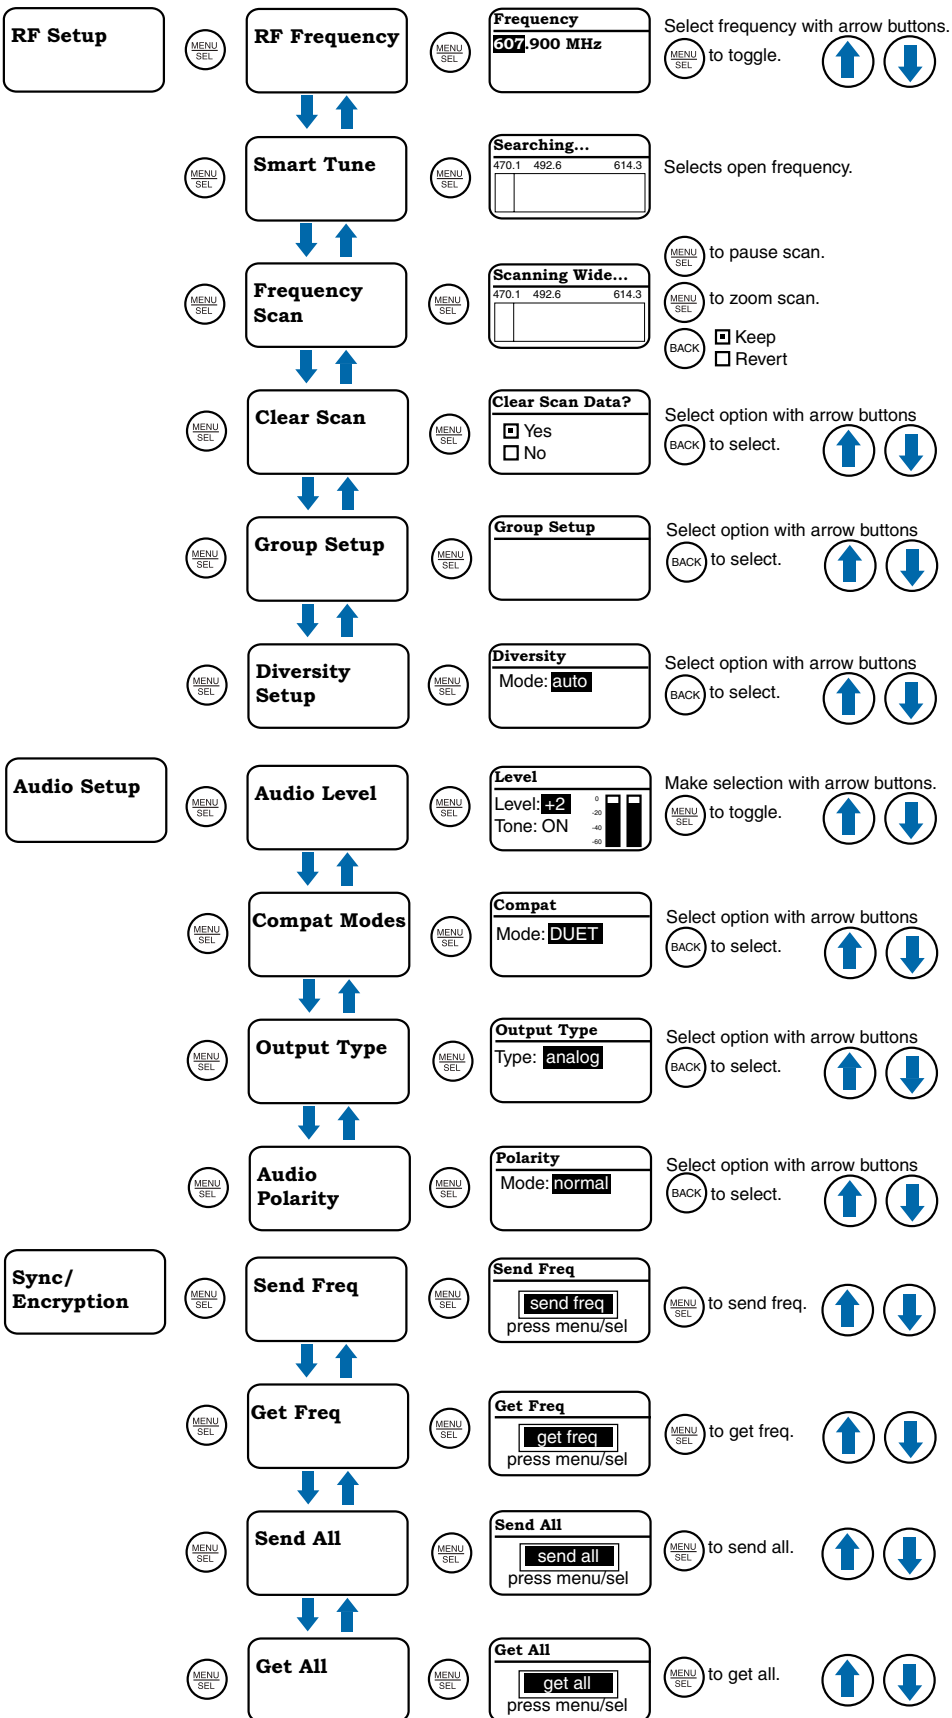 RF Setup
MENU
SEL
RF Frequency
MENU
SEL
Frequency
607.900 MHz
Select frequency with arrow buttons.
MENU
SEL
to toggle.
MENU
SEL
Smart Tune
MENU
SEL
Searching...
470.1 492.6 614.3
Selects open frequency.
MENU
SEL
Frequency
Scan
MENU
SEL
Scanning Wide...
470.1 492.6 614.3
MENU
SEL
to pause scan.
MENU
SEL
to zoom scan.
BACK
Keep
Revert
MENU
SEL
Clear Scan
MENU
SEL
Clear Scan Data?
Yes
No
Select option with arrow buttons
BACK
to select.
MENU
SEL
Group Setup
MENU
SEL
Group Setup
Select option with arrow buttons
BACK
to select.
MENU
SEL
Diversity
Setup
MENU
SEL
Diversity
Mode: auto
Select option with arrow buttons
BACK
to select.
Audio Setup
MENU
SEL
Audio Level
MENU
SEL
Level
Level: +2
Tone: ON
0
-20
-40
-60
Make selection with arrow buttons.
MENU
SEL
to toggle.
MENU
SEL
Compat Modes
MENU
SEL
Compat
Mode: DUET
Select option with arrow buttons
BACK
to select.
MENU
SEL
Output Type
MENU
SEL
Output Type
Type: analog
Select option with arrow buttons
BACK
to select.
MENU
SEL
Audio
Polarity
MENU
SEL
Polarity
Mode: normal
Select option with arrow buttons
BACK
to select.
Sync/
Encryption
MENU
SEL
Send Freq
MENU
SEL
Send Freq
send freq
press menu/sel
MENU
SEL
to send freq.
MENU
SEL
Get Freq
MENU
SEL
Get Freq
get freq
press menu/sel
MENU
SEL
to get freq.
MENU
SEL
Send All
MENU
SEL
Send All
send all
press menu/sel
MENU
SEL
to send all.
MENU
SEL
Get All
MENU
SEL
Get All
get all
press menu/sel
MENU
SEL
to get all.